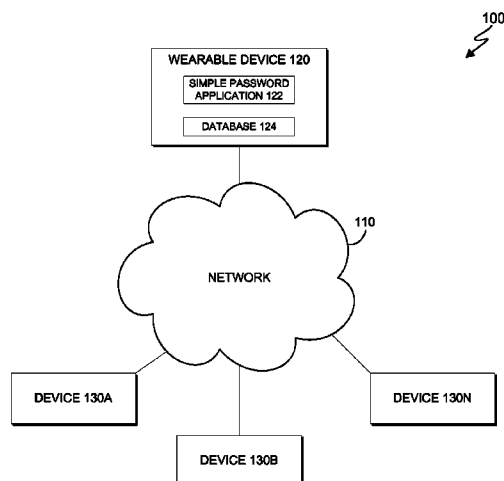 100
WEARABLE DEVICE 120
SIMPLE PASSWORD
APPLICATION 122
DATABASE 124
110
NETWORK
DEVICE 130A
DEVICE 130N
DEVICE 130B